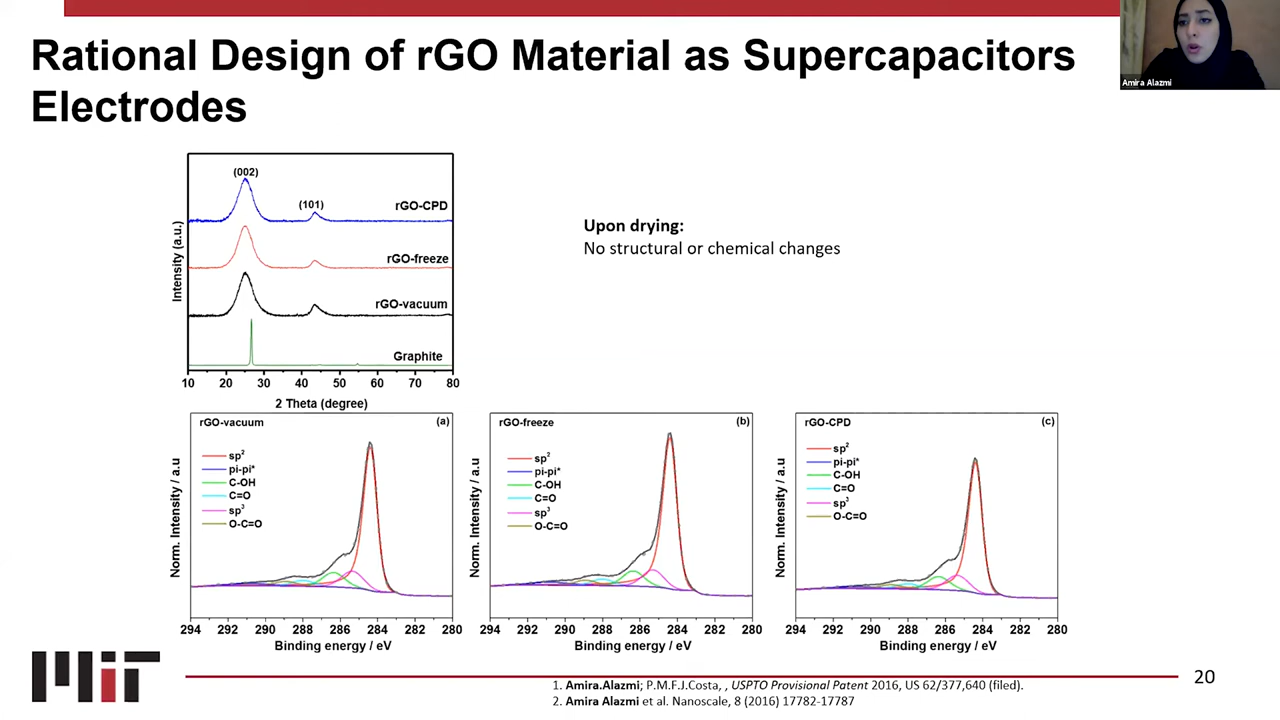 Rational Design of rGO Material as Supercapacitors
Electrodes
Amira Alazmi
(002)
(101)
rGO-CPD
rGO-freeze
rGO-vacuum
Graphite
Intensity (a.u.)
10 20 30 40 50 60 70 80
2 Theta (degree)
Upon drying:
No structural or chemical changes
rGO-vacuum (a)
sp²
pi-pi*
C-OH
C=O
sp³
O-C=O
Norm. Intensity / a.u
294 292 290 288 286 284 282 280
Binding energy / eV
rGO-freeze (b)
sp²
pi-pi*
C-OH
C=O
sp³
O-C=O
Norm. Intensity / a.u
294 292 290 288 286 284 282 280
Binding energy / eV
rGO-CPD (c)
sp²
pi-pi*
C-OH
C=O
sp³
O-C=O
Norm. Intensity / a.u
294 292 290 288 286 284 282 280
Binding energy / eV
MIT
20
1. Amira.Alazmi; P.M.F.J.Costa, , USPTO Provisional Patent 2016, US 62/377,640 (filed).
2. Amira Alazmi et al. Nanoscale, 8 (2016) 17782-17787